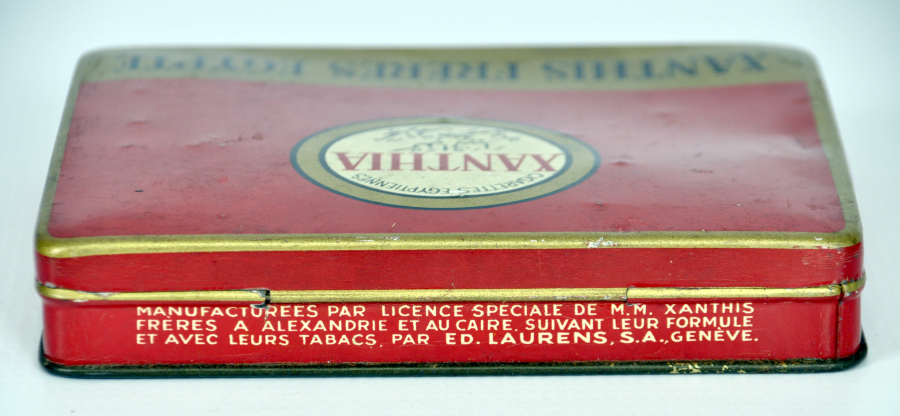 XANTHIS FRÈRES EGYPTE
XANTHIA
CIGARETTES EGYPTIENNES
MANUFACTURÉES PAR LICENCE SPÉCIALE DE M.M. XANTHIS
FRÈRES A ALEXANDRIE ET AU CAIRE, SUIVANT LEUR FORMULE
ET AVEC LEURS TABACS, PAR ED. LAURENS, S.A., GENÈVE.